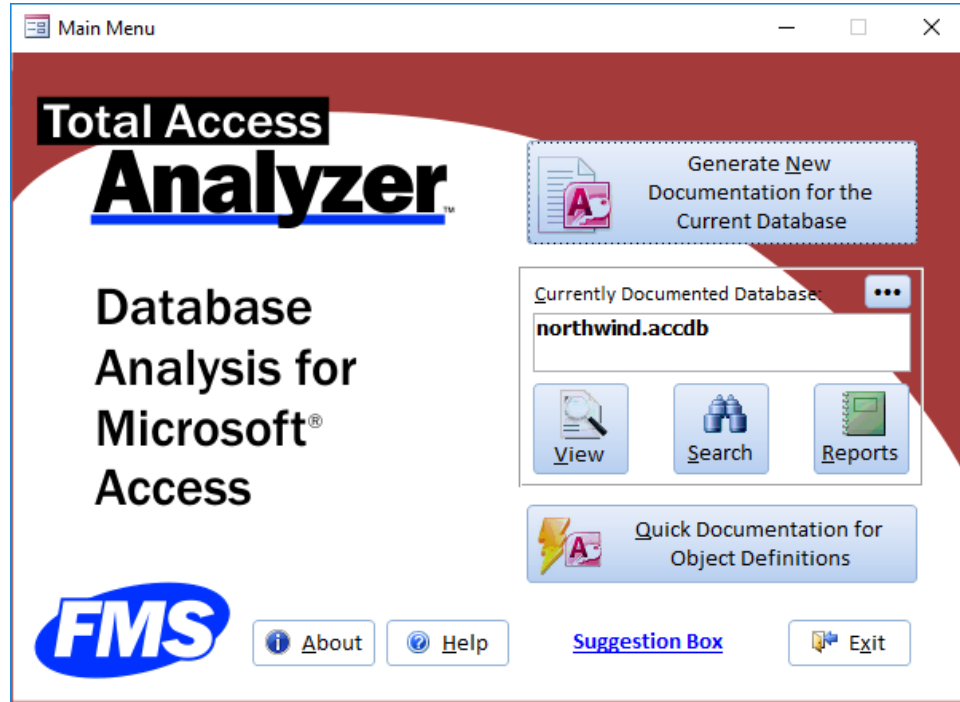 Main Menu
Total Access
Analyzer™
Database
Analysis for
Microsoft®
Access
Generate New
Documentation for the
Current Database
Currently Documented Database:
northwind.accdb
View
Search
Reports
Quick Documentation for
Object Definitions
FMS
About
Help
Suggestion Box
Exit